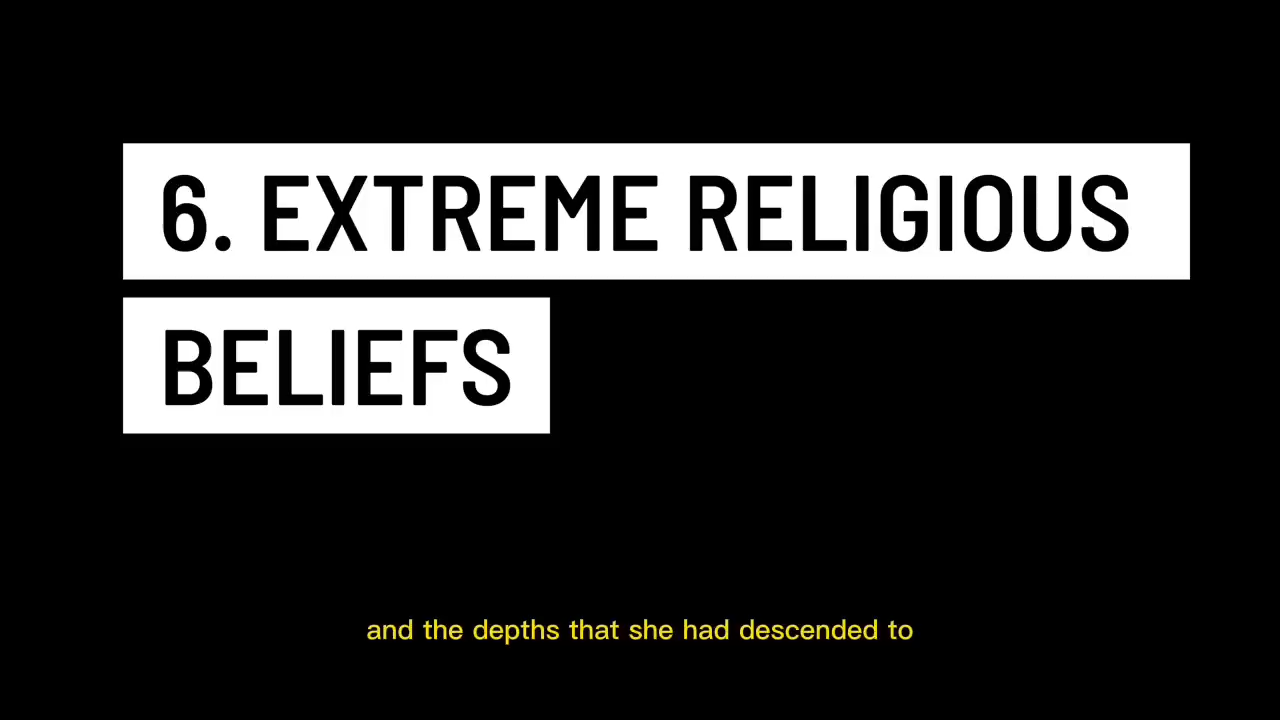 6. EXTREME RELIGIOUS
BELIEFS
and the depths that she had descended to